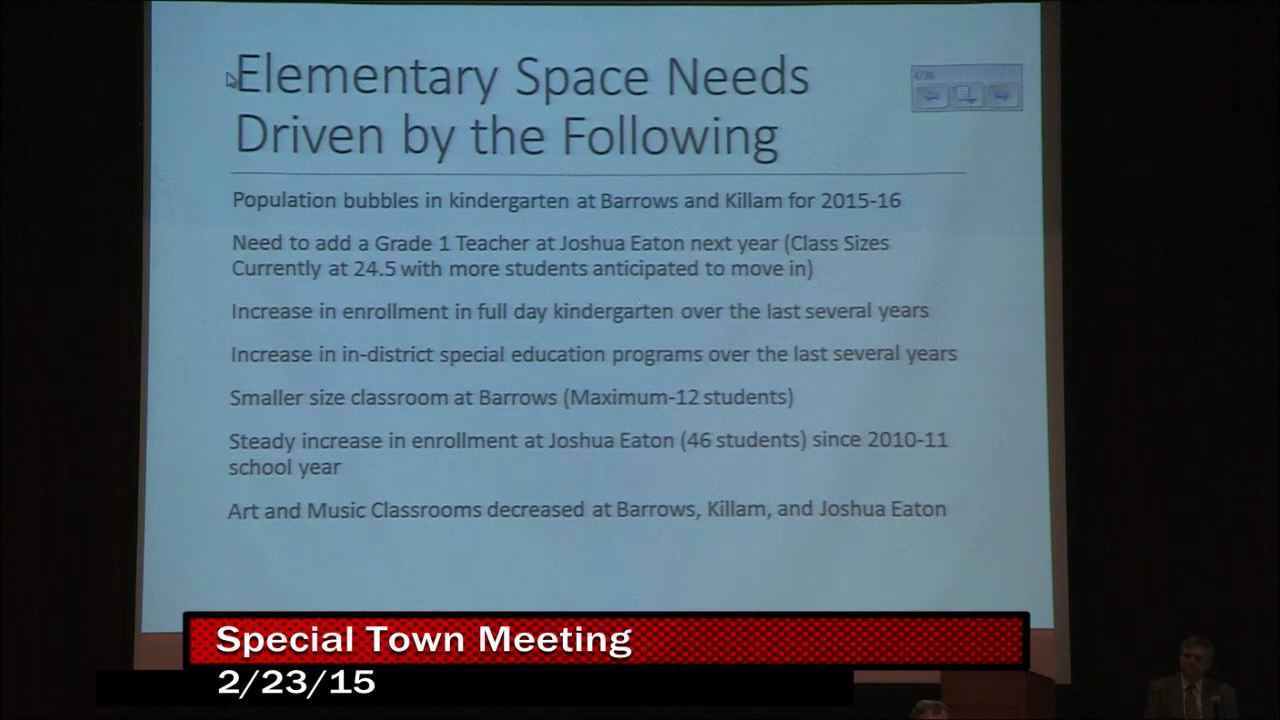 Elementary Space Needs
Driven by the Following
4/30
Population bubbles in kindergarten at Barrows and Killam for 2015-16
Need to add a Grade 1 Teacher at Joshua Eaton next year (Class Sizes
Currently at 24.5 with more students anticipated to move in)
Increase in enrollment in full day kindergarten over the last several years
Increase in in-district special education programs over the last several years
Smaller size classroom at Barrows (Maximum-12 students)
Steady increase in enrollment at Joshua Eaton (46 students) since 2010-11
school year
Art and Music Classrooms decreased at Barrows, Killam, and Joshua Eaton
Special Town Meeting
2/23/15